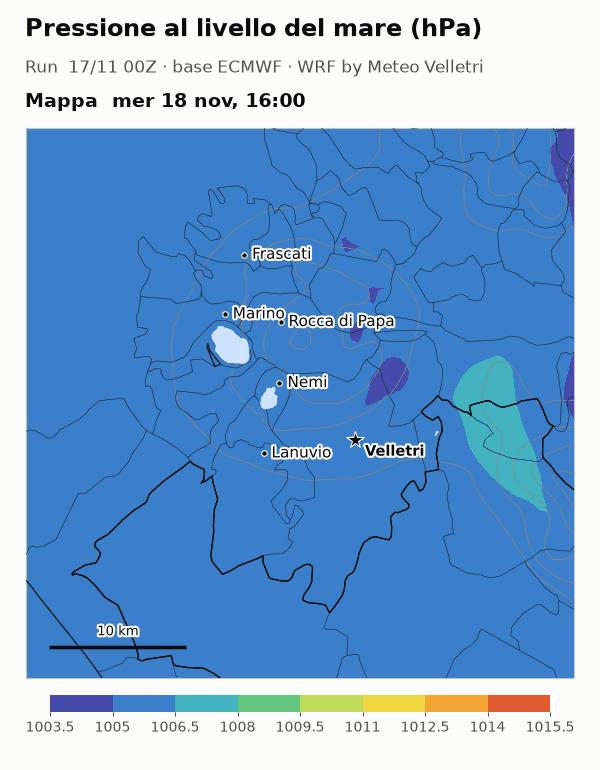 Pressione al livello del mare (hPa)
Run  17/11 00Z · base ECMWF · WRF by Meteo Velletri
Mappa  mer 18 nov, 16:00
Frascati
Marino
Rocca di Papa
Nemi
Velletri
Lanuvio
10 km
1003.5 1005 1006.5 1008 1009.5 1011 1012.5 1014 1015.5